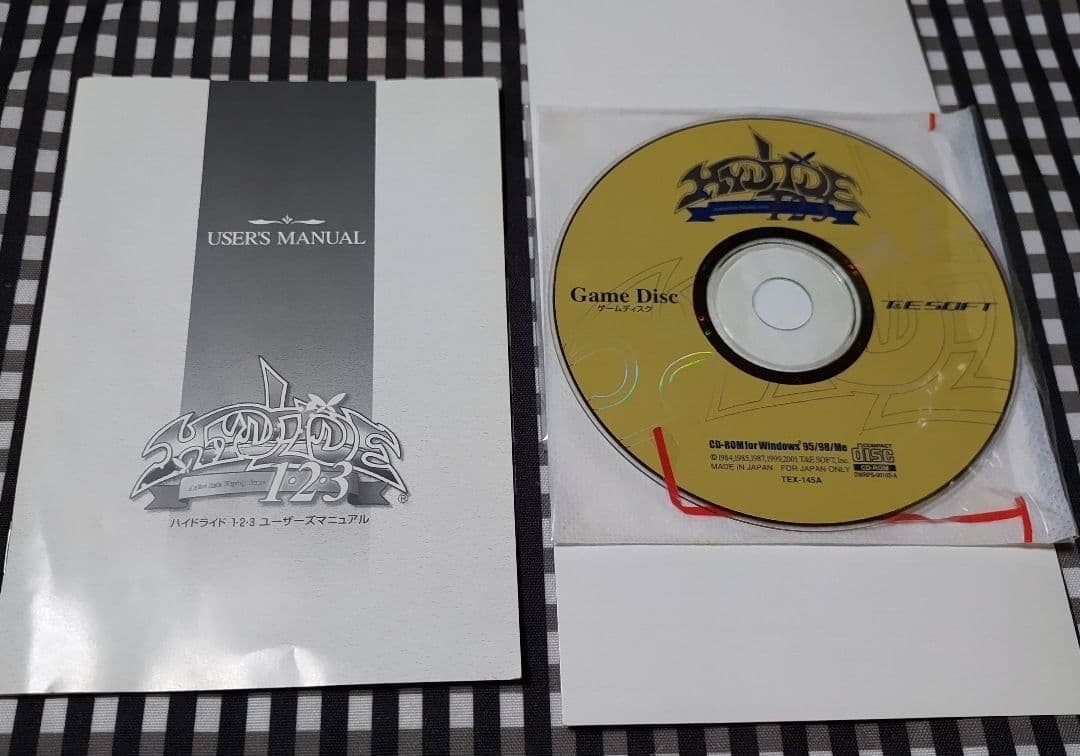 USER'S MANUAL
HYDLIDE
1·2·3
®
ハイドライド 1·2·3 ユーザーズマニュアル
HYDLIDE
1·2·3
Game Disc
ゲームディスク
T&E SOFT
CD-ROM for Windows® 95/98/Me
©1984,1985,1987,1999,2001 T&E SOFT, Inc.
MADE IN JAPAN FOR JAPAN ONLY
TEX-145A
COMPACT
disc
CD-ROM